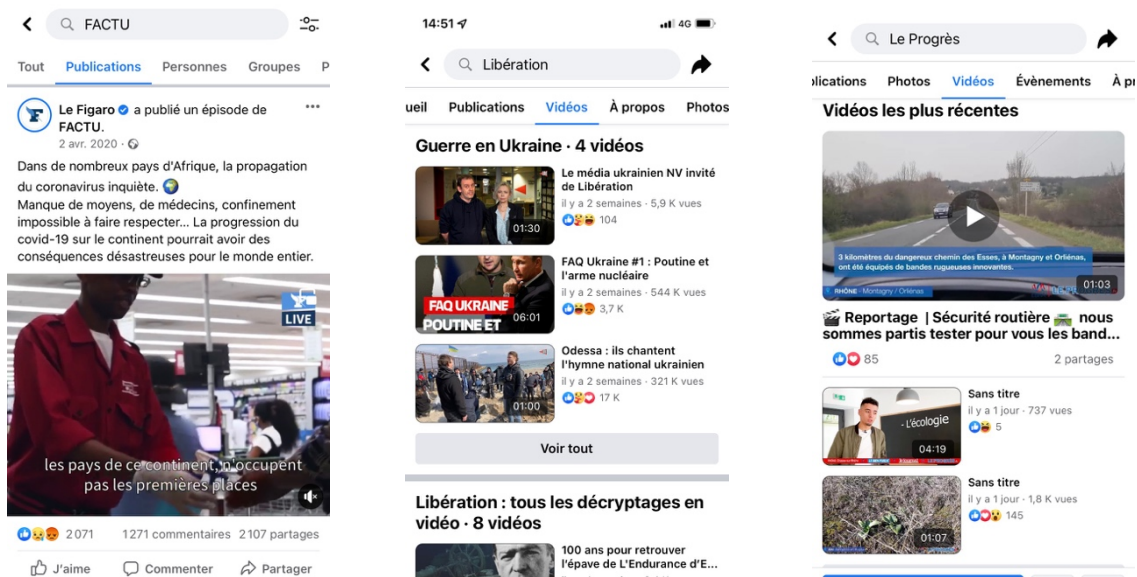 FACTU
Tout Publications Personnes Groupes P
Le Figaro a publié un épisode de
FACTU.
2 avr. 2020 ·
Dans de nombreux pays d'Afrique, la propagation
du coronavirus inquiète.
Manque de moyens, de médecins, confinement
impossible à faire respecter... La progression du
covid-19 sur le continent pourrait avoir des
conséquences désastreuses pour le monde entier.
LIVE
les pays de ce continent, n'occupent
pas les premières places
2 071 1 271 commentaires 2 107 partages
J'aime Commenter Partager
14:51 4G
Libération
ueil Publications Vidéos À propos Photos
Guerre en Ukraine · 4 vidéos
Le média ukrainien NV invité
de Libération
il y a 2 semaines · 5,9 K vues
104
01:30
FAQ Ukraine #1 : Poutine et
l'arme nucléaire
il y a 2 semaines · 544 K vues
3,7 K
FAQ UKRAINE
POUTINE ET
06:01
Odessa : ils chantent
l'hymne national ukrainien
il y a 2 semaines · 321 K vues
17 K
01:00
Voir tout
Libération : tous les décryptages en
vidéo · 8 vidéos
100 ans pour retrouver
l'épave de L'Endurance d'E...
Le Progrès
blications Photos Vidéos Évènements À pr
Vidéos les plus récentes
3 kilomètres du dangereux chemin des Esses, à Montagny et Orliénas,
ont été équipés de bandes rugueuses innovantes.
RHÔNE - Montagny / Orliénas
01:03
Reportage | Sécurité routière nous
sommes partis tester pour vous les band...
85 2 partages
Sans titre
il y a 1 jour · 737 vues
5
- L'écologie
04:19
Sans titre
il y a 1 jour · 1,8 K vues
145
01:07